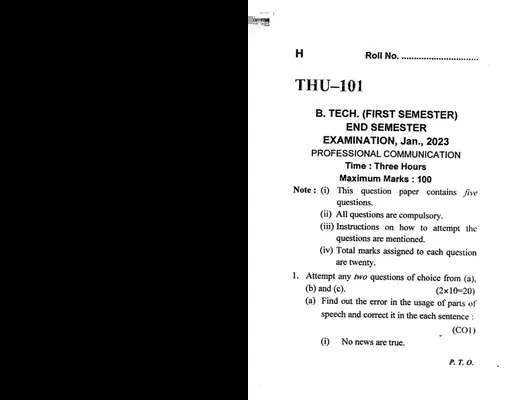 H Roll No. ..............................
THU–101
B. TECH. (FIRST SEMESTER)
END SEMESTER
EXAMINATION, Jan., 2023
PROFESSIONAL COMMUNICATION
Time : Three Hours
Maximum Marks : 100
Note : (i) This question paper contains five
questions.
(ii) All questions are compulsory.
(iii) Instructions on how to attempt the
questions are mentioned.
(iv) Total marks assigned to each question
are twenty.
1. Attempt any two questions of choice from (a),
(b) and (c). (2×10=20)
(a) Find out the error in the usage of parts of
speech and correct it in the each sentence :
(CO1)
(i) No news are true.
P. T. O.